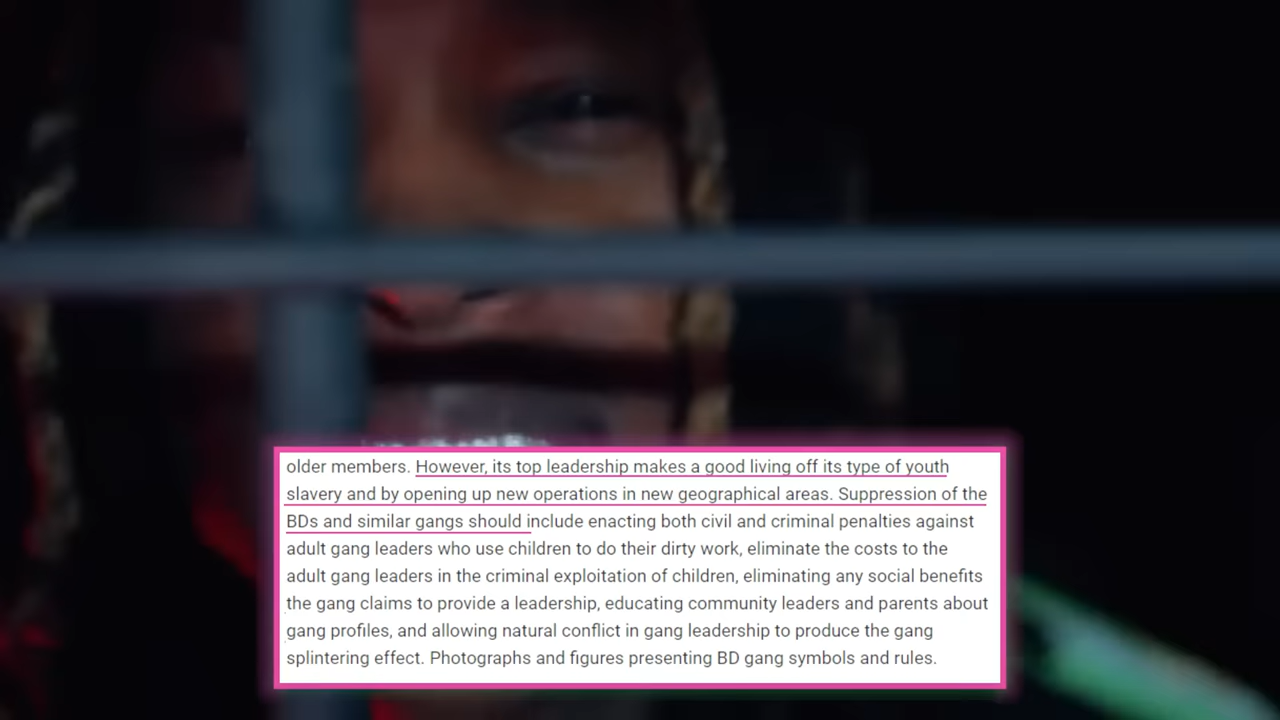 older members. However, its top leadership makes a good living off its type of youth
slavery and by opening up new operations in new geographical areas. Suppression of the
BDs and similar gangs should include enacting both civil and criminal penalties against
adult gang leaders who use children to do their dirty work, eliminate the costs to the
adult gang leaders in the criminal exploitation of children, eliminating any social benefits
the gang claims to provide a leadership, educating community leaders and parents about
gang profiles, and allowing natural conflict in gang leadership to produce the gang
splintering effect. Photographs and figures presenting BD gang symbols and rules.